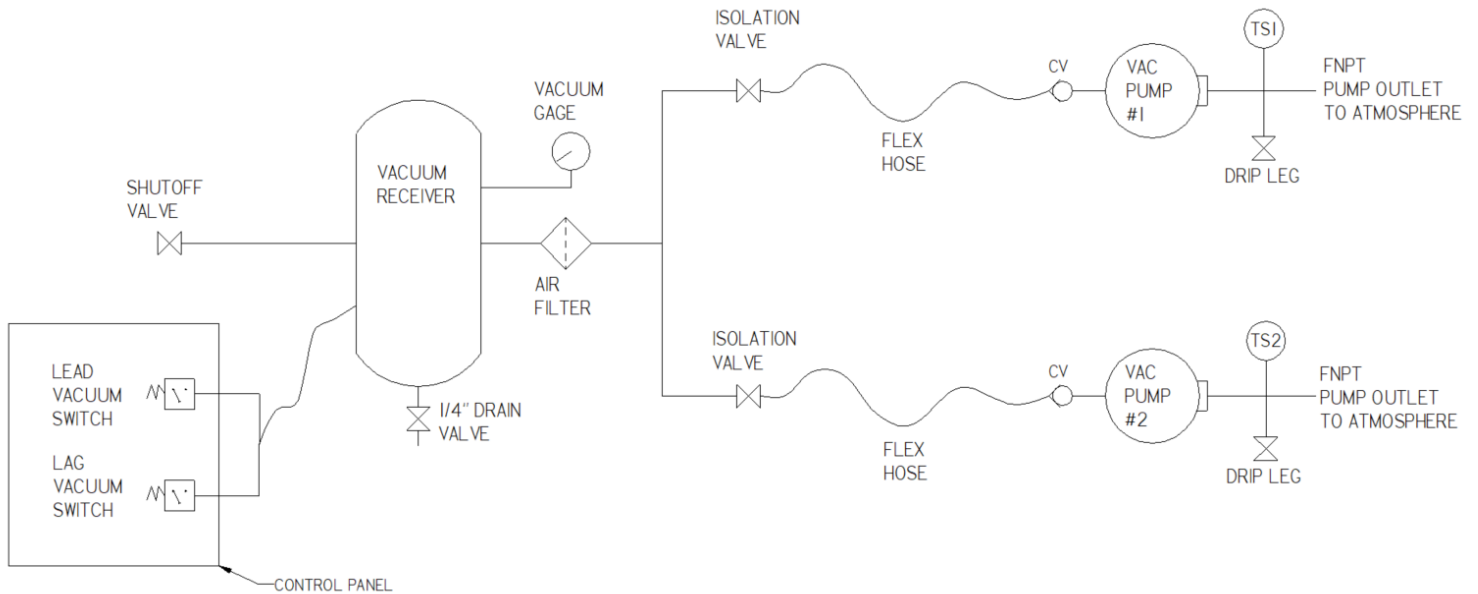 ISOLATION
VALVE
CV
VAC
PUMP
#1
TS1
FNPT
PUMP OUTLET
TO ATMOSPHERE
FLEX
HOSE
DRIP LEG
VACUUM
GAGE
VACUUM
RECEIVER
SHUTOFF
VALVE
AIR
FILTER
ISOLATION
VALVE
CV
VAC
PUMP
#2
TS2
FNPT
PUMP OUTLET
TO ATMOSPHERE
FLEX
HOSE
DRIP LEG
LEAD
VACUUM
SWITCH
1/4" DRAIN
VALVE
LAG
VACUUM
SWITCH
CONTROL PANEL